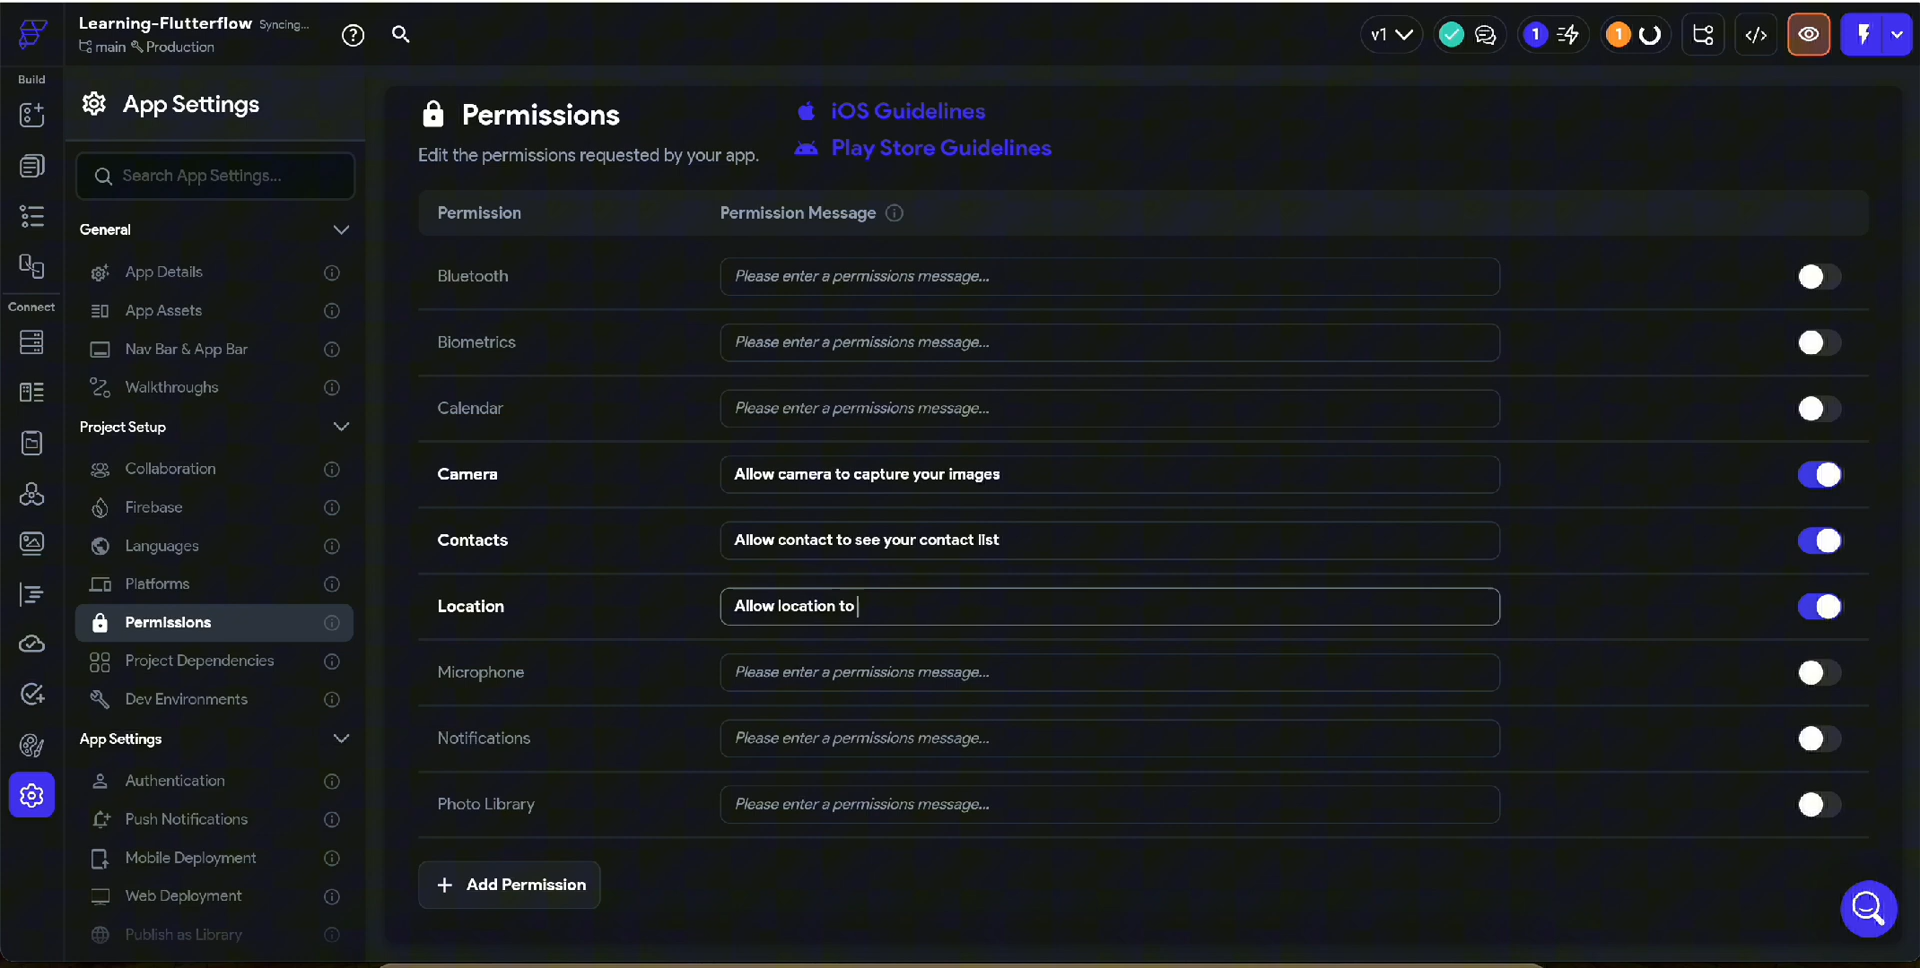 Learning-Flutterflow Syncing...
main Production
v1
1
1
Build
Connect
App Settings
Search App Settings...
General
App Details
App Assets
Nav Bar & App Bar
Walkthroughs
Project Setup
Collaboration
Firebase
Languages
Platforms
Permissions
Project Dependencies
Dev Environments
App Settings
Authentication
Push Notifications
Mobile Deployment
Web Deployment
Publish as Library
Permissions
Edit the permissions requested by your app.
iOS Guidelines
Play Store Guidelines
Permission Permission Message
Bluetooth Please enter a permissions message...
Biometrics Please enter a permissions message...
Calendar Please enter a permissions message...
Camera Allow camera to capture your images
Contacts Allow contact to see your contact list
Location Allow location to
Microphone Please enter a permissions message...
Notifications Please enter a permissions message...
Photo Library Please enter a permissions message...
+ Add Permission